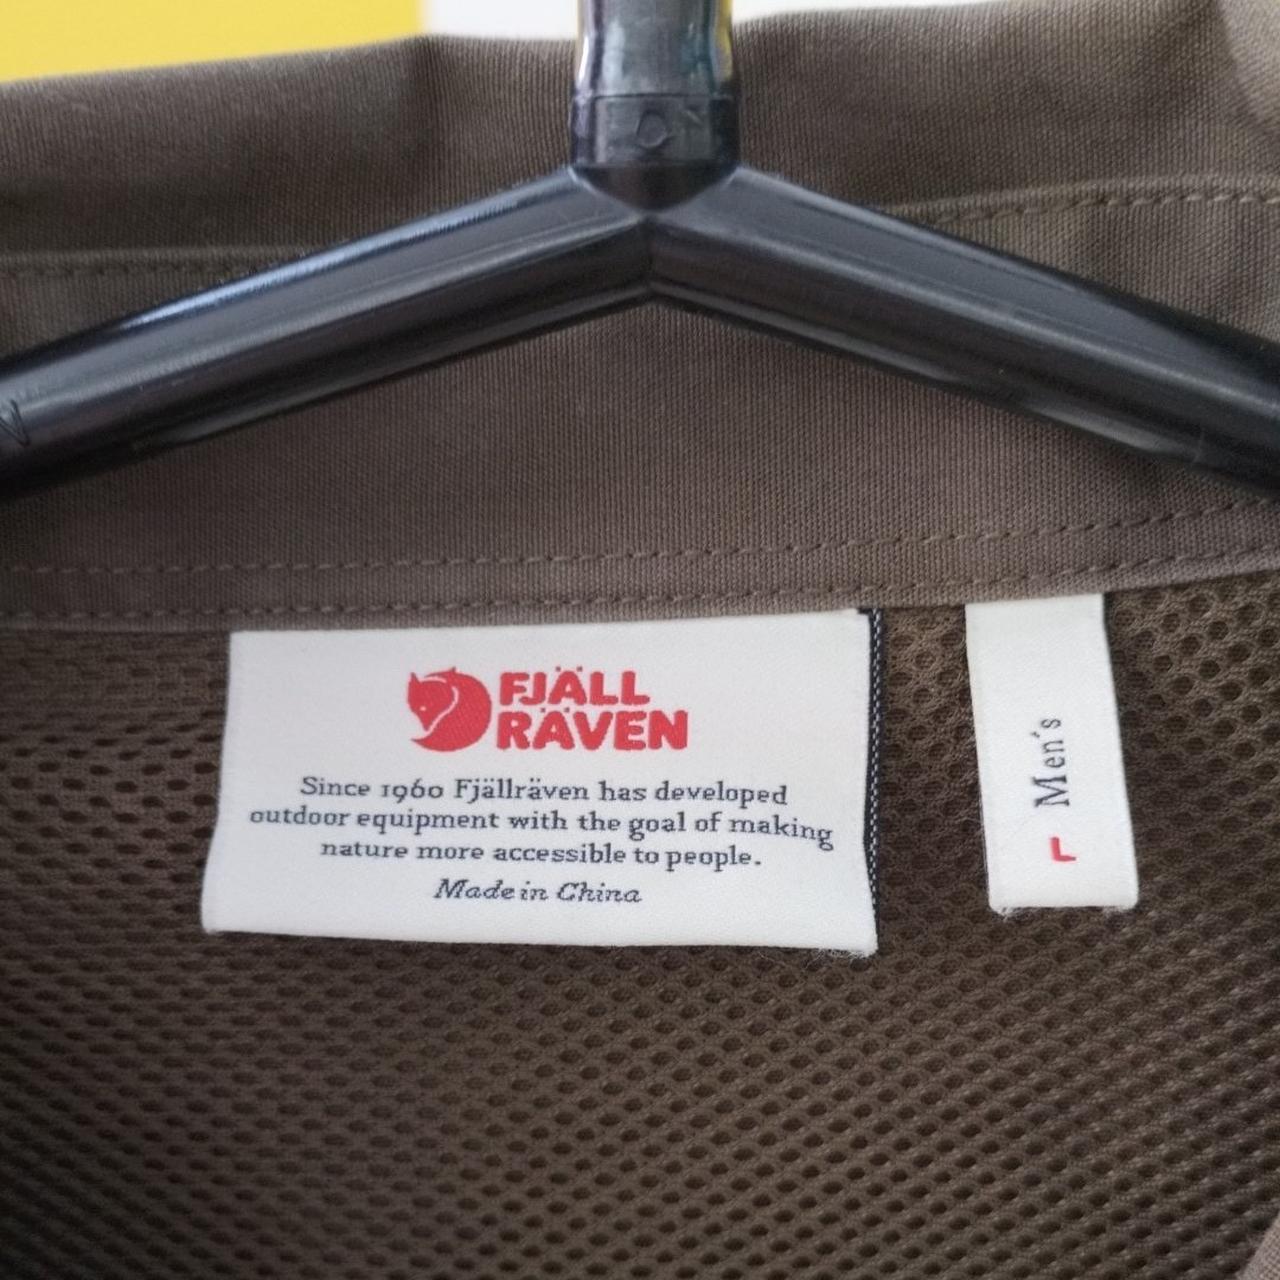 FJÄLL
RÄVEN
Since 1960 Fjällräven has developed
outdoor equipment with the goal of making
nature more accessible to people.
Made in China
Men's
L